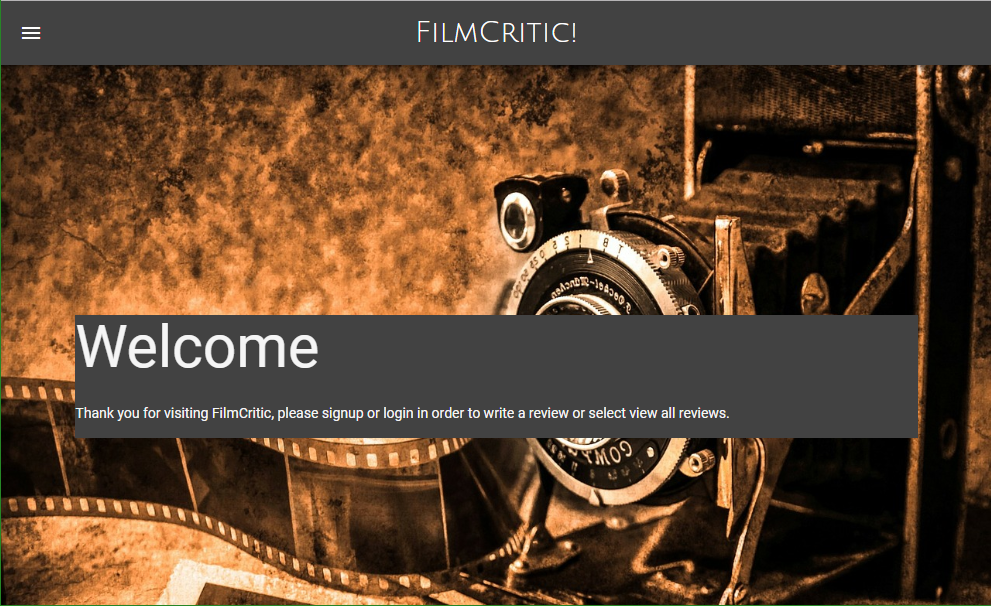 FILMCRITIC!
Welcome
Thank you for visiting FilmCritic, please signup or login in order to write a review or select view all reviews.